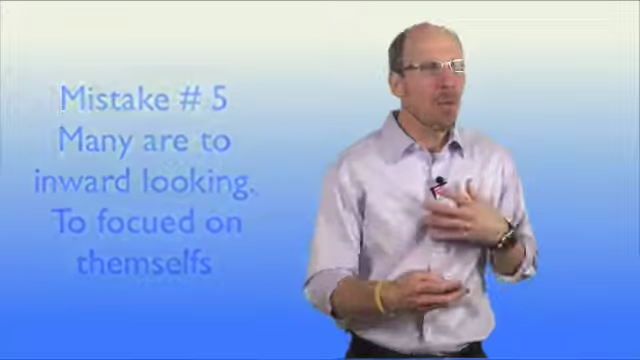 Mistake # 5
Many are to
inward looking.
To focued on
themselfs